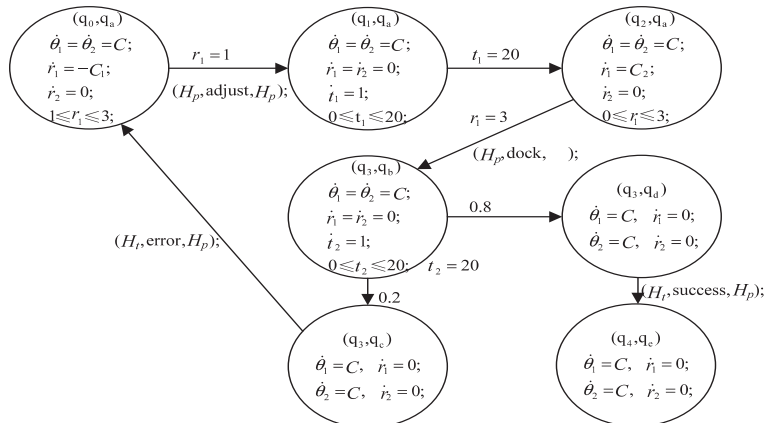 (q₀,qₐ)
θ̇₁ = θ̇₂ = C;
ṙ₁ = −C₁;
ṙ₂ = 0;
1 ⩽ r₁ ⩽ 3;
r₁ = 1
(Hₚ, adjust, Hₚ);
(q₁,qₐ)
θ̇₁ = θ̇₂ = C;
ṙ₁ = ṙ₂ = 0;
ṫ₁ = 1;
0 ⩽ t₁ ⩽ 20;
t₁ = 20
(q₂,qₐ)
θ̇₁ = θ̇₂ = C;
ṙ₁ = C₂;
ṙ₂ = 0;
0 ⩽ r₁ ⩽ 3;
r₁ = 3
(Hₚ, dock, );
(q₃,q_b)
θ̇₁ = θ̇₂ = C;
ṙ₁ = ṙ₂ = 0;
ṫ₂ = 1;
0 ⩽ t₂ ⩽ 20; t₂ = 20
0.8
(q₃,q_d)
θ̇₁ = C, ṙ₁ = 0;
θ̇₂ = C, ṙ₂ = 0;
(Hₜ, error, Hₚ);
0.2
(Hₜ, success, Hₚ);
(q₃,q_c)
θ̇₁ = C, ṙ₁ = 0;
θ̇₂ = C, ṙ₂ = 0;
(q₄,qₑ)
θ̇₁ = C, ṙ₁ = 0;
θ̇₂ = C, ṙ₂ = 0;